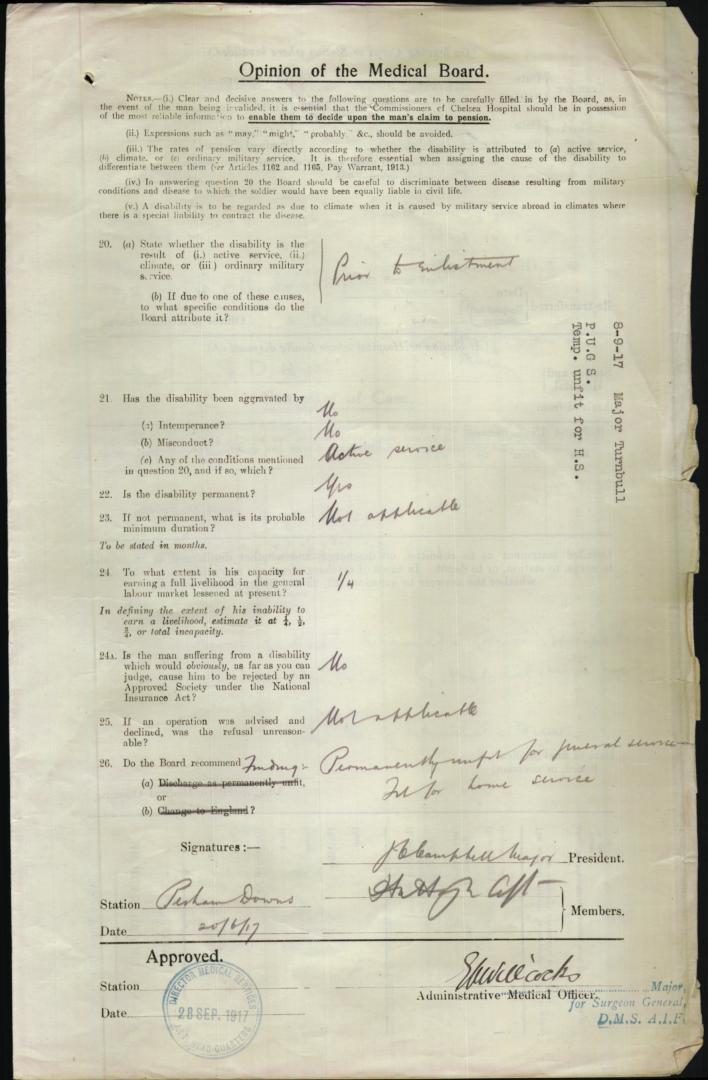 Opinion of the Medical Board.
NOTES.—(i.) Clear and decisive answers to the following questions are to be carefully filled in by the Board, as, in
the event of the man being invalided, it is essential that the Commissioners of Chelsea Hospital should be in possession
of the most reliable information to enable them to decide upon the man's claim to pension.
(ii.) Expressions such as "may," "might," "probably," &c., should be avoided.
(iii.) The rates of pension vary directly according to whether the disability is attributed to (a) active service,
(b) climate, or (c) ordinary military service. It is therefore essential when assigning the cause of the disability to
differentiate between them (see Articles 1162 and 1165, Pay Warrant, 1913.)
(iv.) In answering question 20 the Board should be careful to discriminate between disease resulting from military
conditions and disease to which the soldier would have been equally liable in civil life.
(v.) A disability is to be regarded as due to climate when it is caused by military service abroad in climates where
there is a special liability to contract the disease.
20. (a) State whether the disability is the
result of (i.) active service, (ii.)
climate, or (iii) ordinary military
service.
Prior to Enlistment
(b) If due to one of these causes,
to what specific conditions do the
Board attribute it?
8-9-17 Major Turnbull
P.U.G S.
Temp. unfit for H.S.
21. Has the disability been aggravated by
(a) Intemperance? No
(b) Misconduct? No
(c) Any of the conditions mentioned
in question 20, and if so, which? Active service
22. Is the disability permanent? Yes
23. If not permanent, what is its probable
minimum duration? Not applicable
To be stated in months.
24. To what extent is his capacity for
earning a full livelihood in the general
labour market lessened at present? 1/4
In defining the extent of his inability to
earn a livelihood, estimate it at ¼, ½,
¾, or total incapacity.
24A. Is the man suffering from a disability
which would obviously, as far as you can
judge, cause him to be rejected by an
Approved Society under the National
Insurance Act? No
25. If an operation was advised and
declined, was the refusal unreason-
able? Not applicable
26. Do the Board recommend Finding:- Permanently unfit for general service
(a) Discharge as permanently unfit, Fit for home service
or
(b) Change to England?
Signatures:—
J C Campbell Major President.
Station Perham Downs Capt
Members.
Date 20/6/17
Approved.
Station
Date
DIRECTOR MEDICAL SERVICES
28 SEP. 1917
A.I.F. HEAD-QUARTERS
Willcocks
Administrative Medical Officer.
Major,
for Surgeon General,
D.M.S. A.I.F.